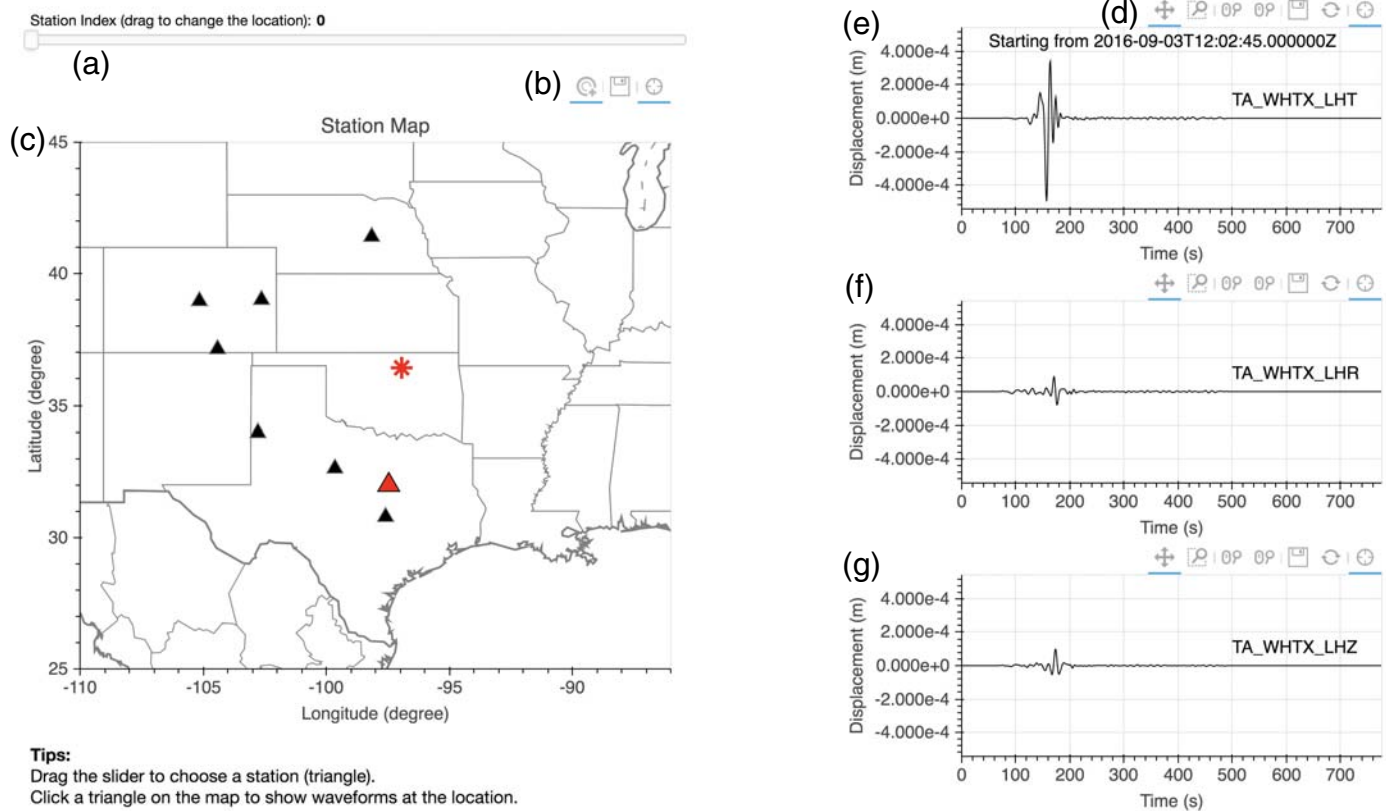 Station Index (drag to change the location): 0
(a)
(b)
(c)
Station Map
45
40
35
30
25
Latitude (degree)
-110
-105
-100
-95
-90
Longitude (degree)
Tips:
Drag the slider to choose a station (triangle).
Click a triangle on the map to show waveforms at the location.
(d)
(e)
Starting from 2016-09-03T12:02:45.000000Z
TA_WHTX_LHT
4.000e-4
2.000e-4
0.000e+0
-2.000e-4
-4.000e-4
Displacement (m)
0 100 200 300 400 500 600 700
Time (s)
(f)
TA_WHTX_LHR
4.000e-4
2.000e-4
0.000e+0
-2.000e-4
-4.000e-4
Displacement (m)
0 100 200 300 400 500 600 700
Time (s)
(g)
TA_WHTX_LHZ
4.000e-4
2.000e-4
0.000e+0
-2.000e-4
-4.000e-4
Displacement (m)
0 100 200 300 400 500 600 700
Time (s)